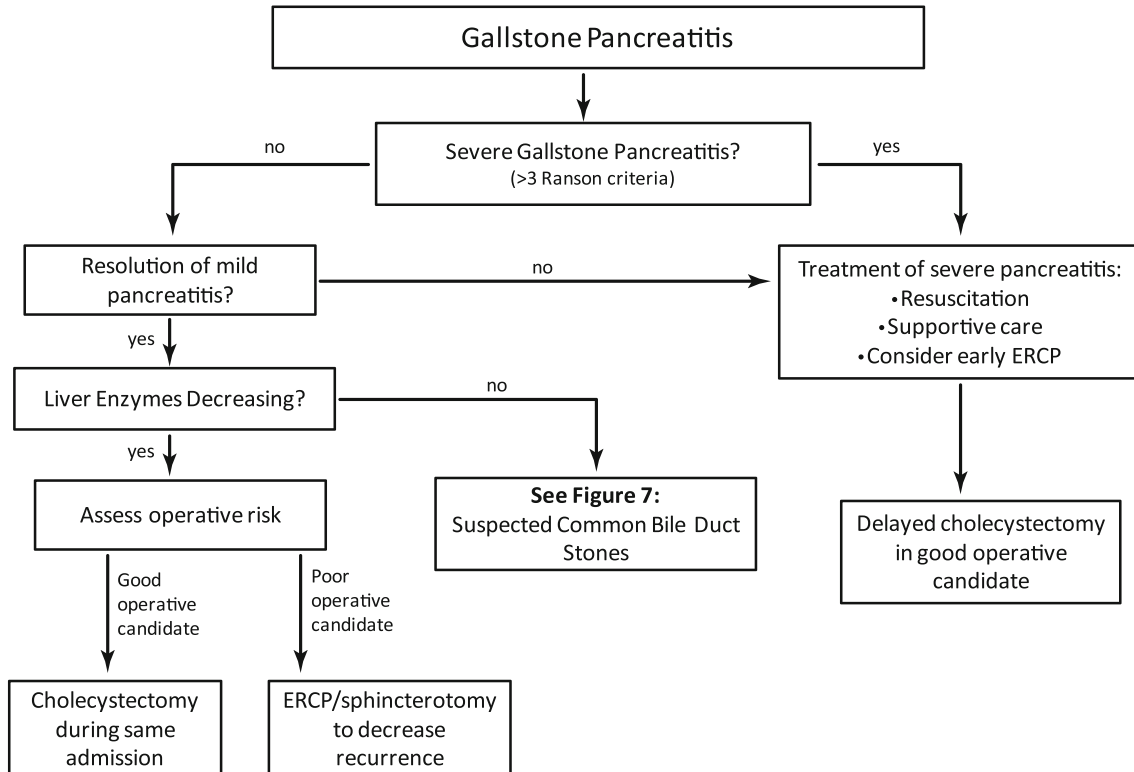 Gallstone Pancreatitis
no
Severe Gallstone Pancreatitis?
(>3 Ranson criteria)
yes
Resolution of mild
pancreatitis?
no
Treatment of severe pancreatitis:
•Resuscitation
•Supportive care
•Consider early ERCP
yes
Liver Enzymes Decreasing?
no
yes
Assess operative risk
See Figure 7:
Suspected Common Bile Duct
Stones
Delayed cholecystectomy
in good operative
candidate
Good
operative
candidate
Poor
operative
candidate
Cholecystectomy
during same
admission
ERCP/sphincterotomy
to decrease
recurrence